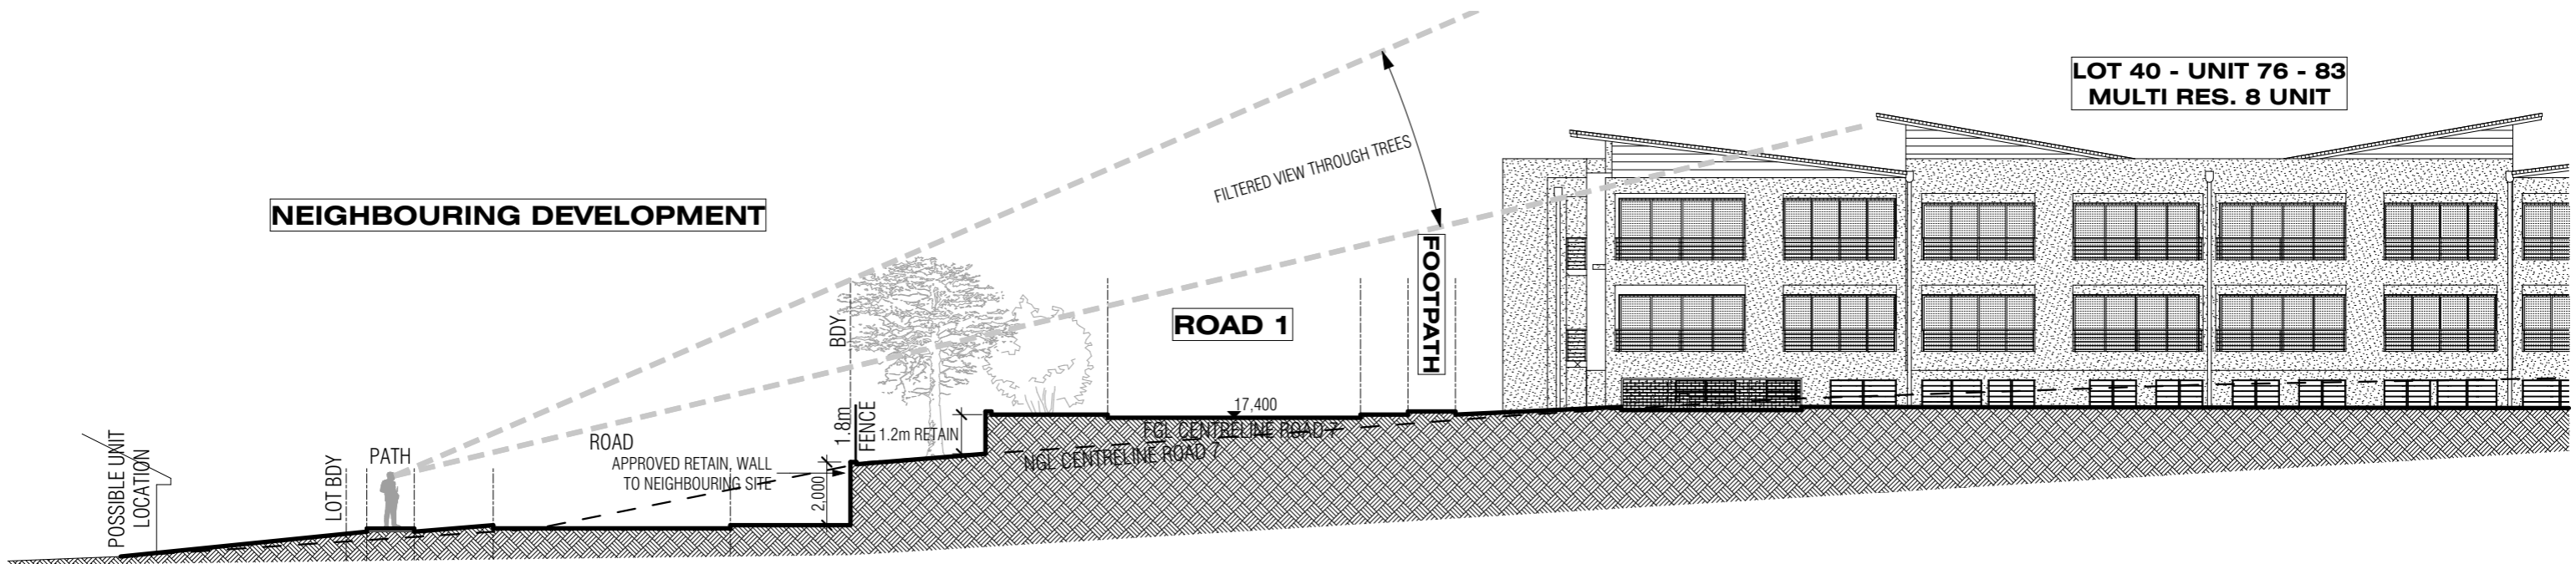 LOT 40 - UNIT 76 - 83
MULTI RES. 8 UNIT
FILTERED VIEW THROUGH TREES
NEIGHBOURING DEVELOPMENT
FOOTPATH
ROAD 1
BDY
17,400
1.8m
FENCE
1.2m RETAIN
FGL CENTRELINE ROAD 7
NGL CENTRELINE ROAD 7
ROAD
APPROVED RETAIN, WALL
TO NEIGHBOURING SITE
2,000
PATH
LOT BDY
POSSIBLE UNIT
LOCATION